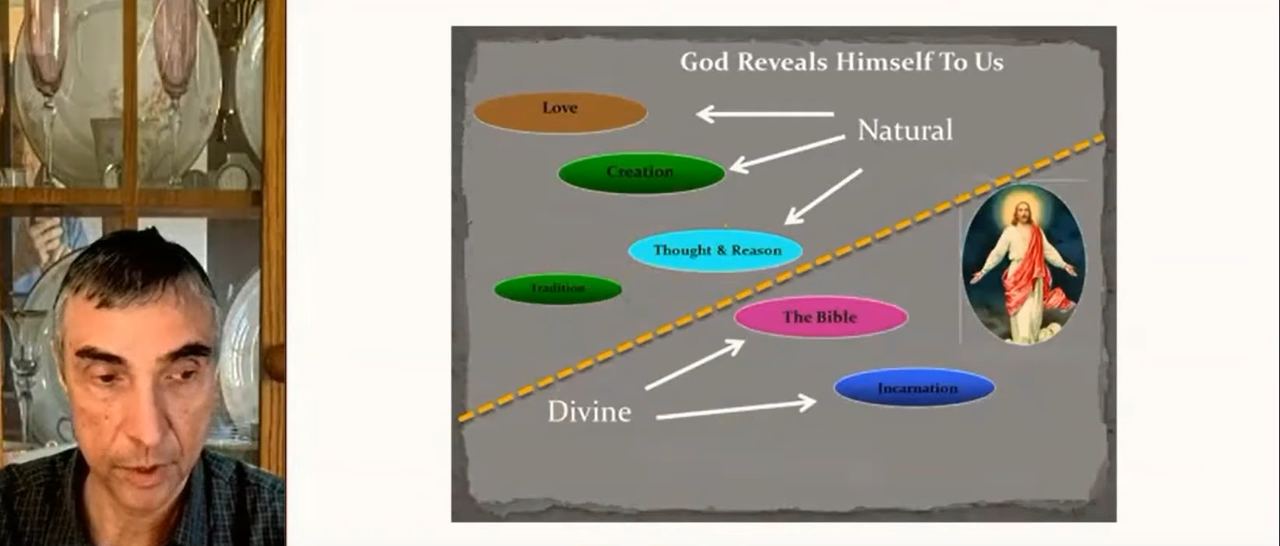 God Reveals Himself To Us
Love
Natural
Creation
Thought & Reason
Tradition
The Bible
Incarnation
Divine